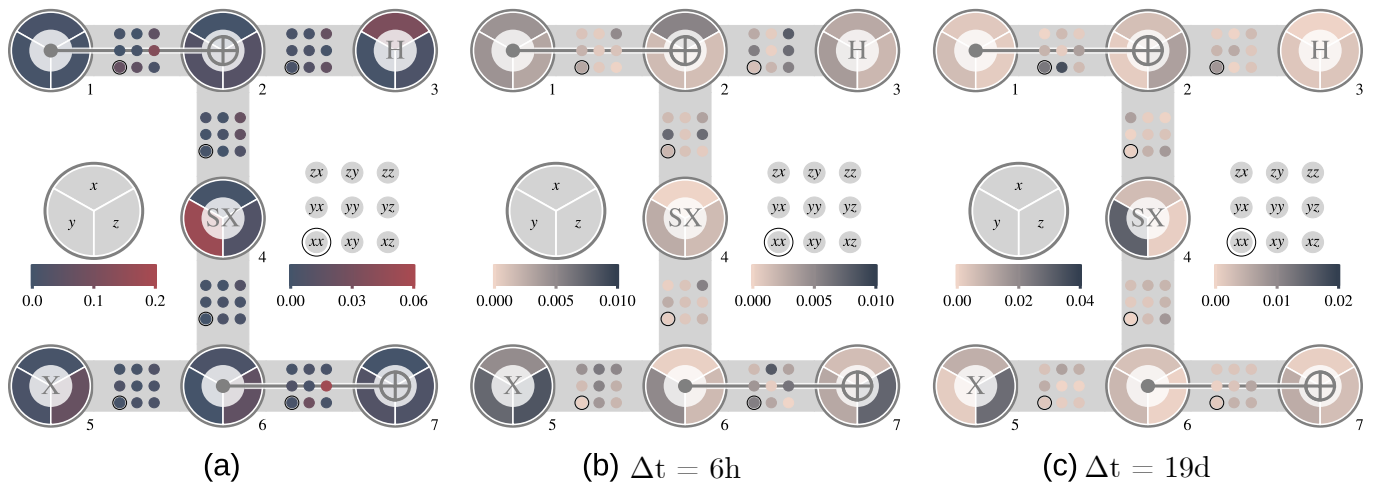 H
1 2 3
x
y z
SX
4
zx zy zz
yx yy yz
xx xy xz
0.0 0.1 0.2
0.00 0.03 0.06
X
5 6 7
(a)
H
1 2 3
x
y z
SX
4
zx zy zz
yx yy yz
xx xy xz
0.000 0.005 0.010
0.000 0.005 0.010
X
5 6 7
(b) Δt = 6h
H
1 2 3
x
y z
SX
4
zx zy zz
yx yy yz
xx xy xz
0.00 0.02 0.04
0.00 0.01 0.02
X
5 6 7
(c) Δt = 19d